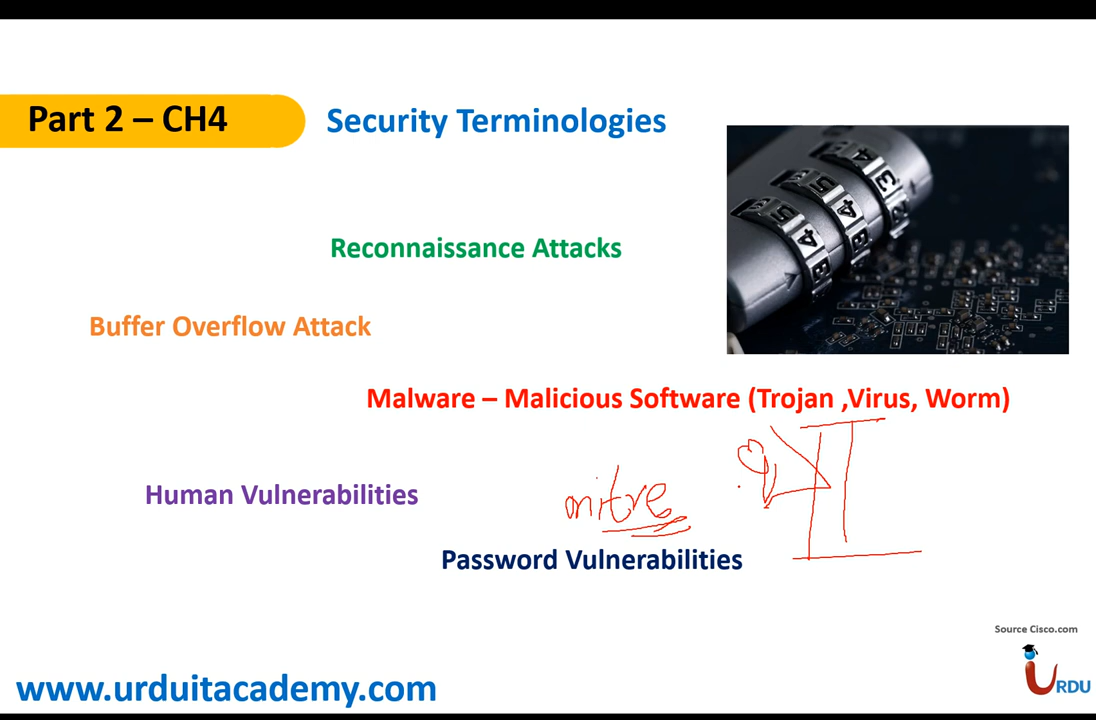 Part 2 – CH4
Security Terminologies
Reconnaissance Attacks
Buffer Overflow Attack
Malware – Malicious Software (Trojan ,Virus, Worm)
Human Vulnerabilities
mitre
Password Vulnerabilities
Source Cisco.com
www.urduitacademy.com
URDU